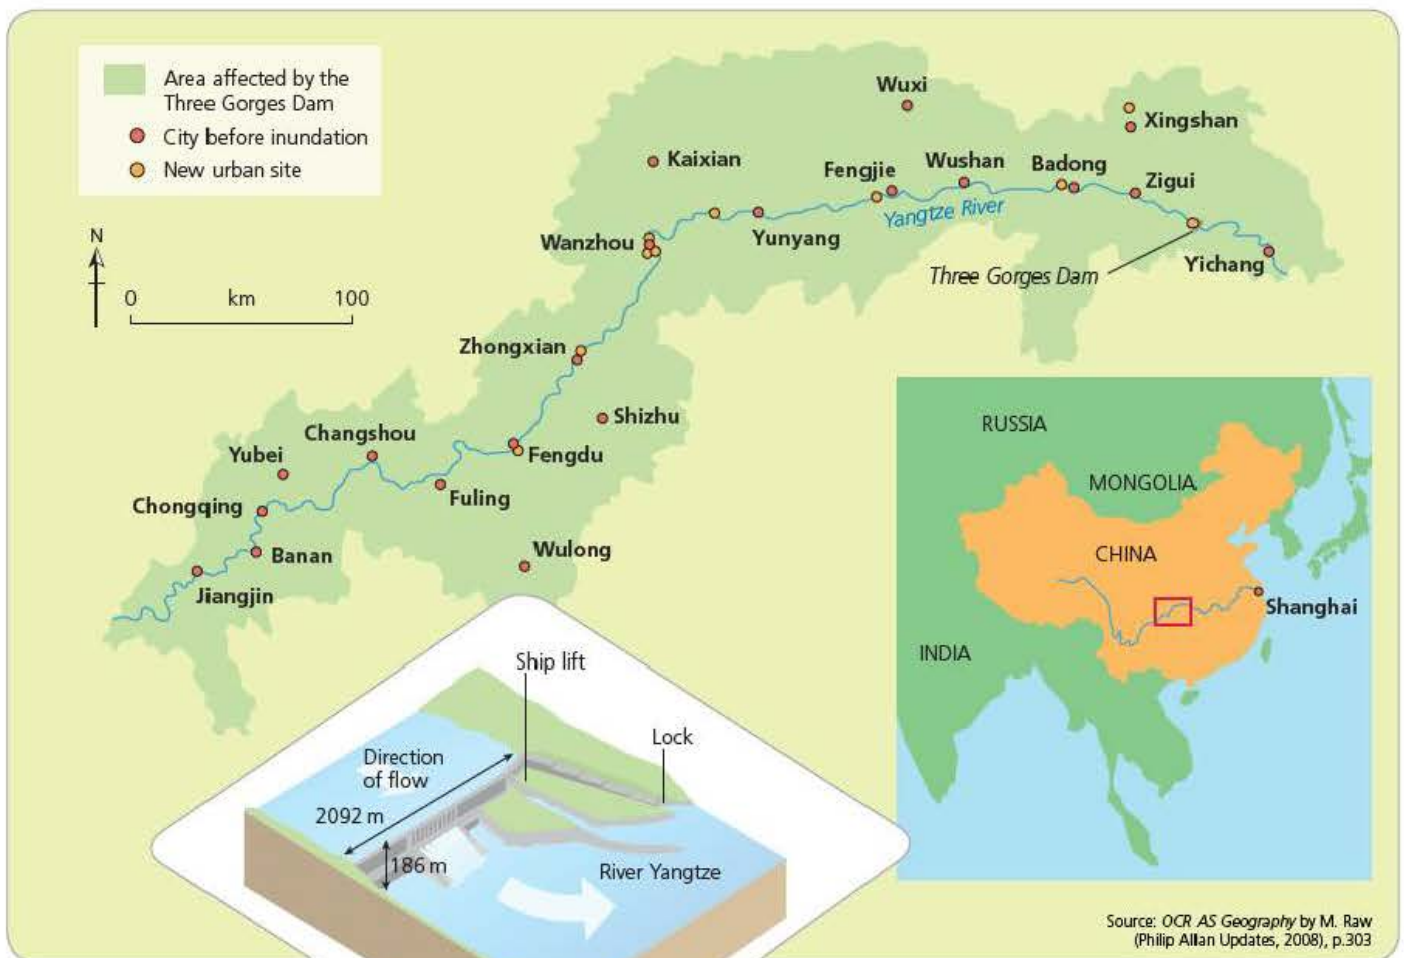 Area affected by the
Three Gorges Dam
City before inundation
New urban site
N
0 km 100
Wuxi
Xingshan
Kaixian
Fengjie
Wushan
Badong
Zigui
Yangtze River
Wanzhou
Yunyang
Three Gorges Dam
Yichang
Zhongxian
Shizhu
Changshou
Yubei
Fengdu
Fuling
Chongqing
Banan
Wulong
Jiangjin
RUSSIA
MONGOLIA
CHINA
Shanghai
INDIA
Ship lift
Lock
Direction
of flow
2092 m
186 m
River Yangtze
Source: OCR AS Geography by M. Raw
(Philip Allan Updates, 2008), p.303